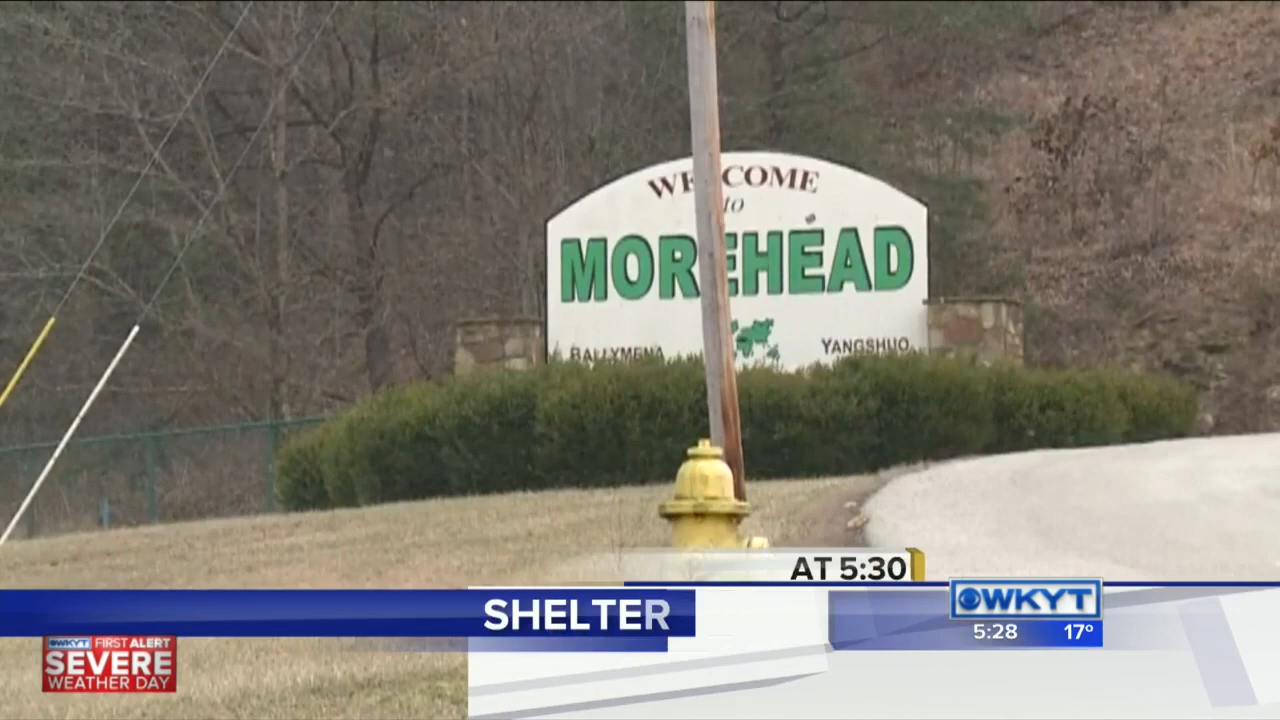 WELCOME
to
MOREHEAD
BALLYMENA
YANGSHUO
AT 5:30
SHELTER
WKYT
5:28 17°
WKYT FIRST ALERT
SEVERE
WEATHER DAY